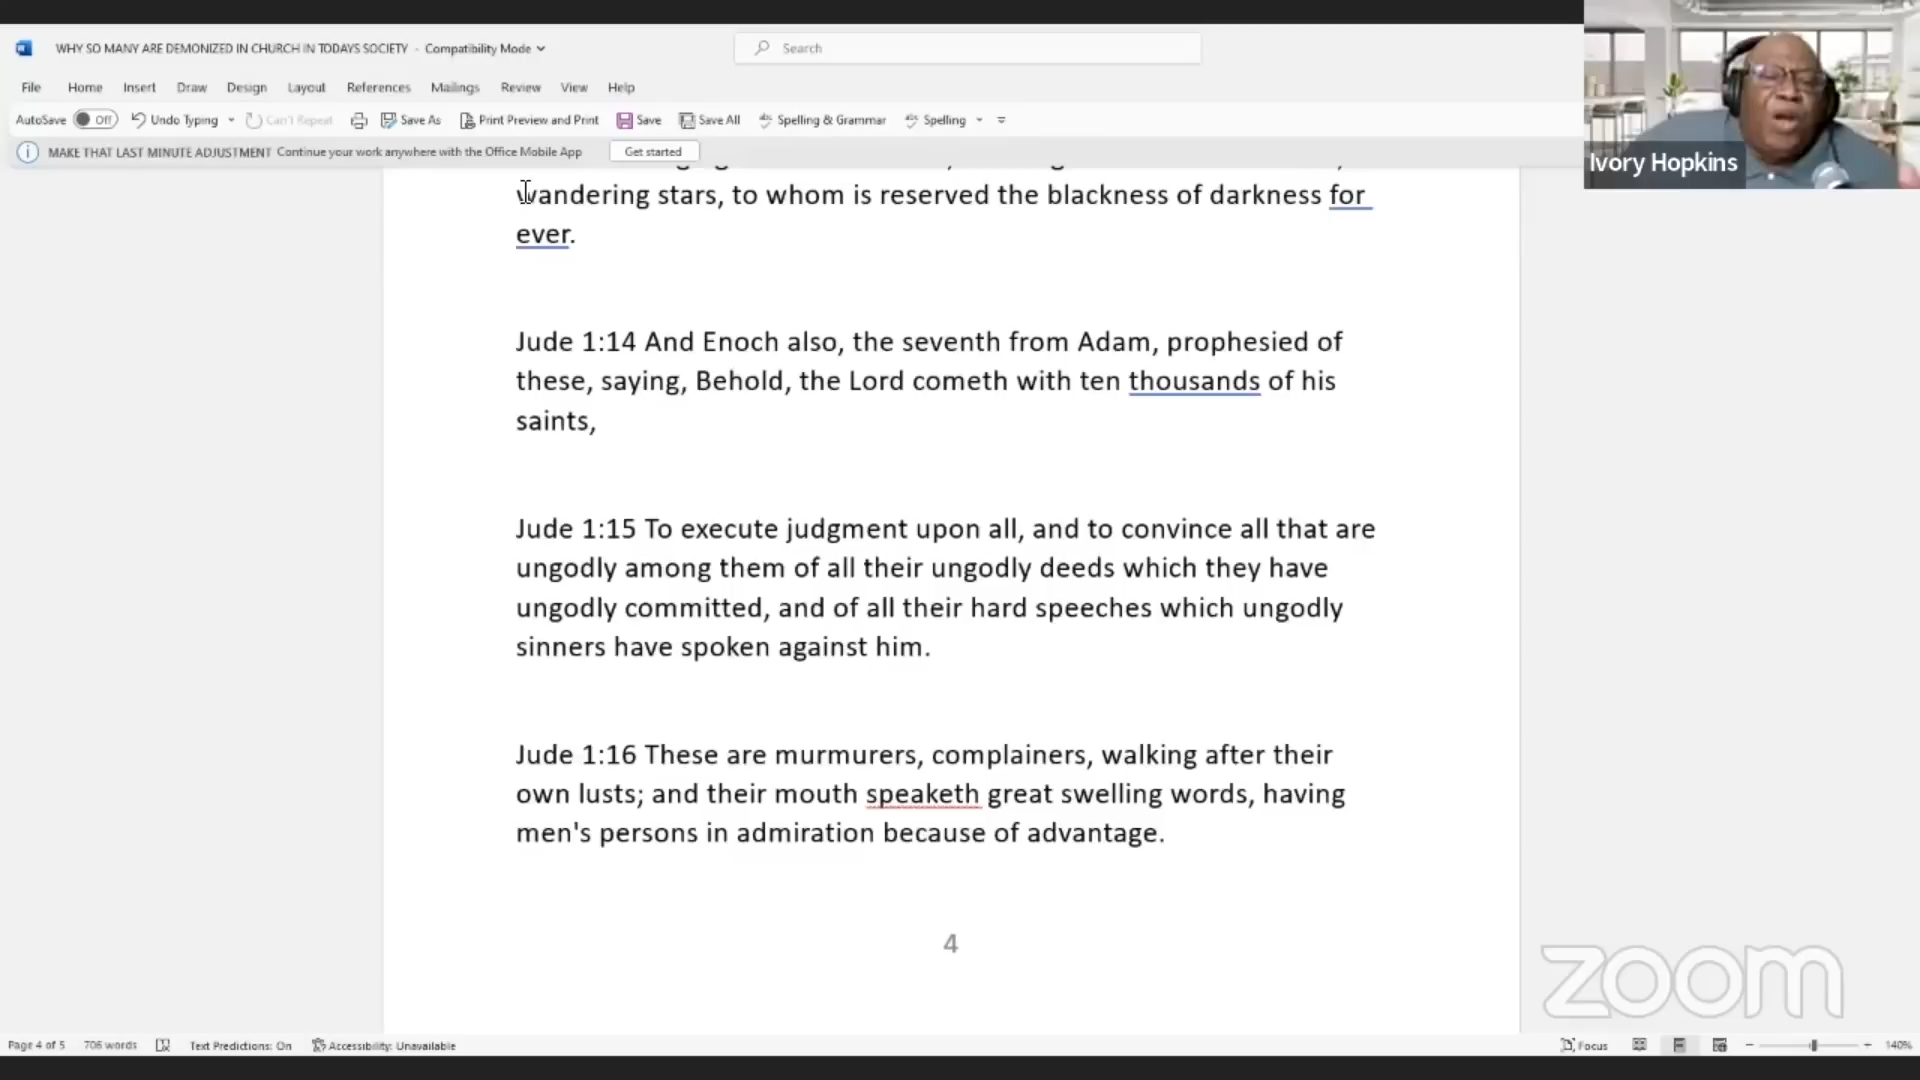 WHY SO MANY ARE DEMONIZED IN CHURCH IN TODAYS SOCIETY - Compatibility Mode
Search
File Home Insert Draw Design Layout References Mailings Review View Help
AutoSave Off Undo Typing Can't Repeat Save As Print Preview and Print Save Save All Spelling & Grammar Spelling
MAKE THAT LAST MINUTE ADJUSTMENT Continue your work anywhere with the Office Mobile App Get started
Ivory Hopkins
wandering stars, to whom is reserved the blackness of darkness for
ever.
Jude 1:14 And Enoch also, the seventh from Adam, prophesied of
these, saying, Behold, the Lord cometh with ten thousands of his
saints,
Jude 1:15 To execute judgment upon all, and to convince all that are
ungodly among them of all their ungodly deeds which they have
ungodly committed, and of all their hard speeches which ungodly
sinners have spoken against him.
Jude 1:16 These are murmurers, complainers, walking after their
own lusts; and their mouth speaketh great swelling words, having
men's persons in admiration because of advantage.
4
zoom
Page 4 of 5 706 words Text Predictions: On Accessibility: Unavailable Focus 140%